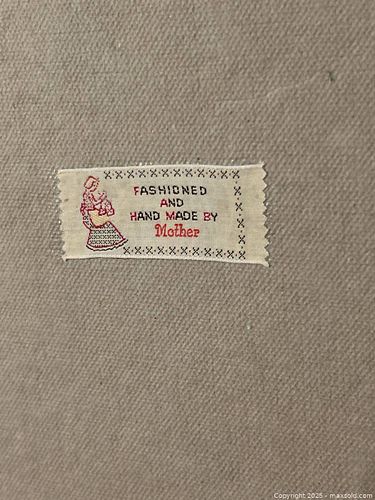 FASHIONED
AND
HAND MADE BY
Mother
Copyright 2025 - maxsold.com